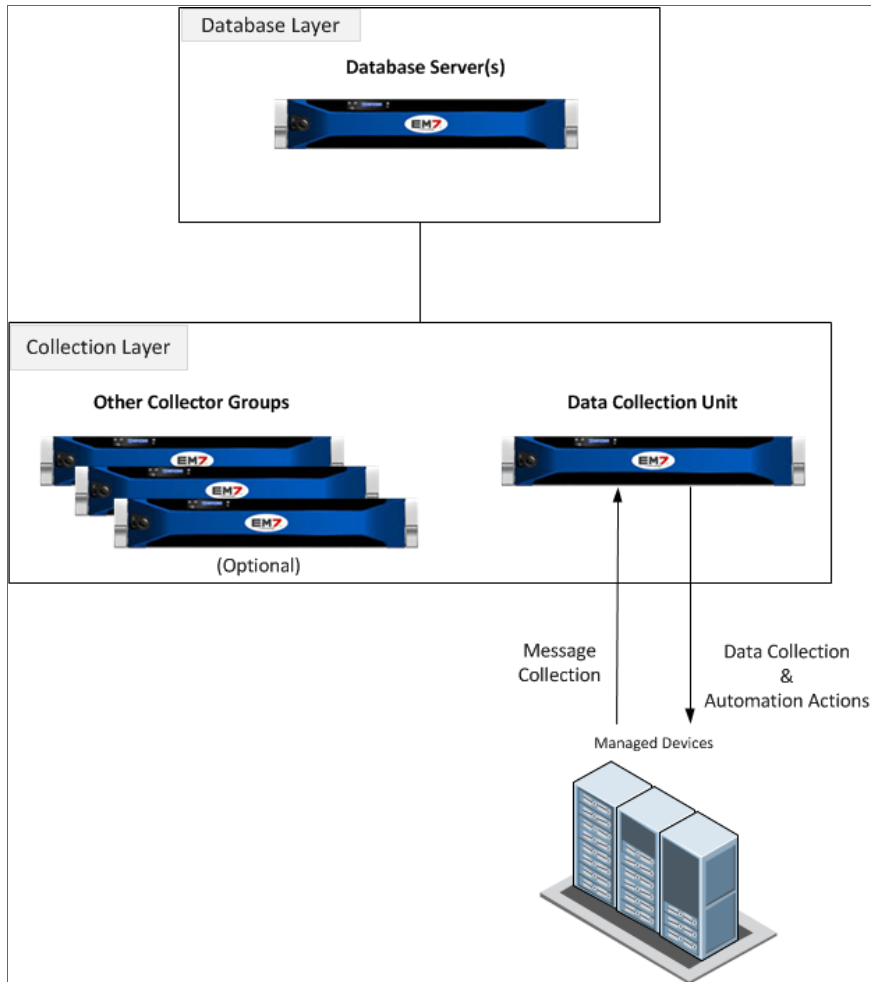 Database Layer
Database Server(s)
EM7
Collection Layer
Other Collector Groups
Data Collection Unit
EM7
EM7
EM7
EM7
(Optional)
Message
Collection
Data Collection
&
Automation Actions
Managed Devices